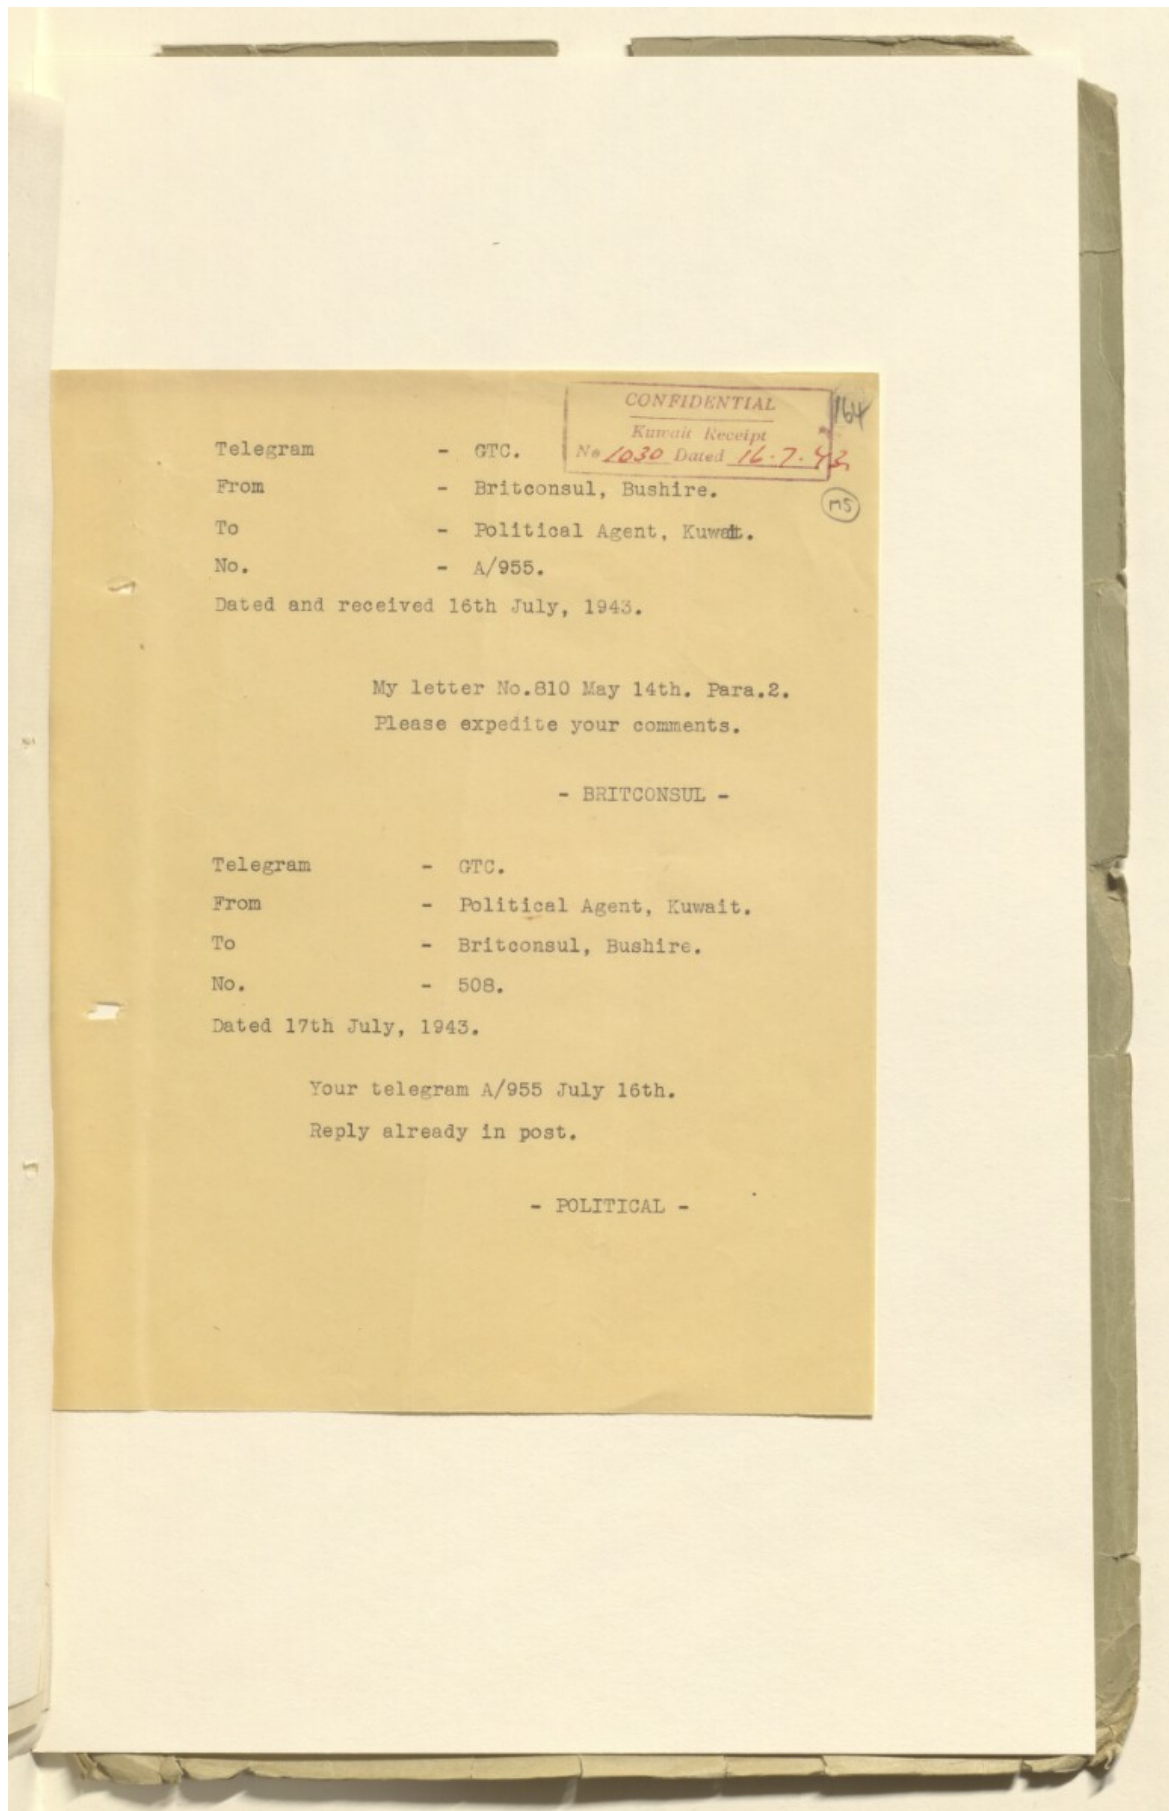 CONFIDENTIAL
Kuwait Receipt
No 1030 Dated 16.7.43
164
Telegram - GTC.
From - Britconsul, Bushire.
To - Political Agent, Kuwait.
No. - A/955.
Dated and received 16th July, 1943.
My letter No.810 May 14th. Para.2.
Please expedite your comments.
- BRITCONSUL -
Telegram - GTC.
From - Political Agent, Kuwait.
To - Britconsul, Bushire.
No. - 508.
Dated 17th July, 1943.
Your telegram A/955 July 16th.
Reply already in post.
- POLITICAL -